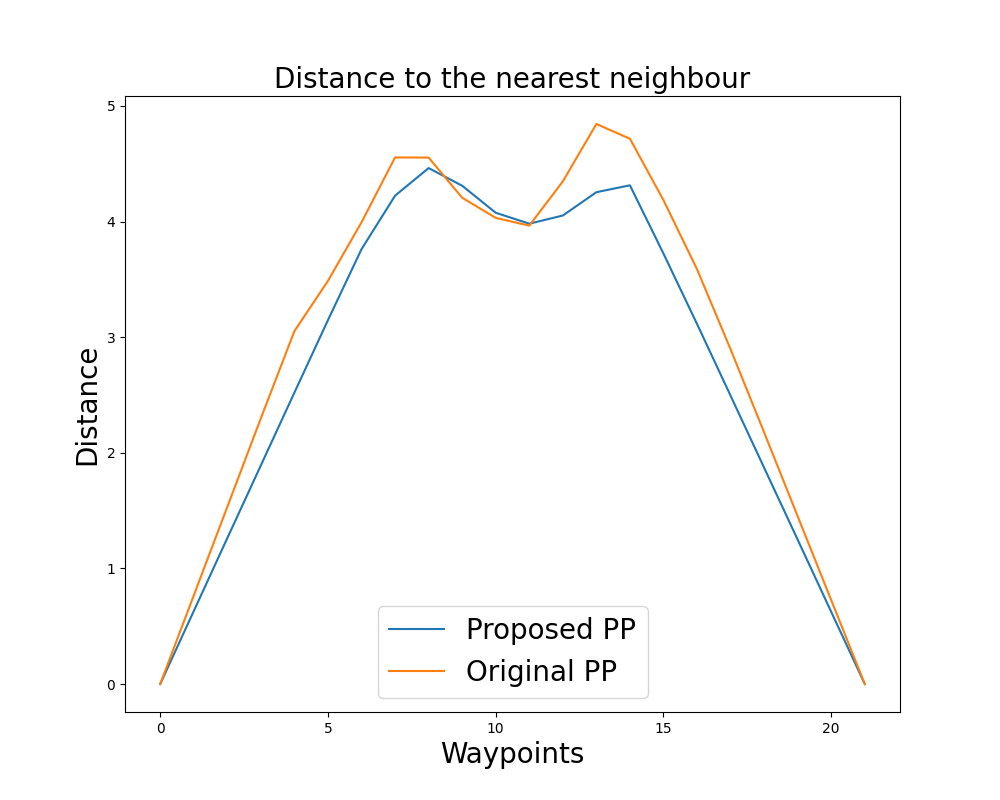 Distance to the nearest neighbour
5
4
3
2
1
0
Distance
Proposed PP
Original PP
0 5 10 15 20
Waypoints